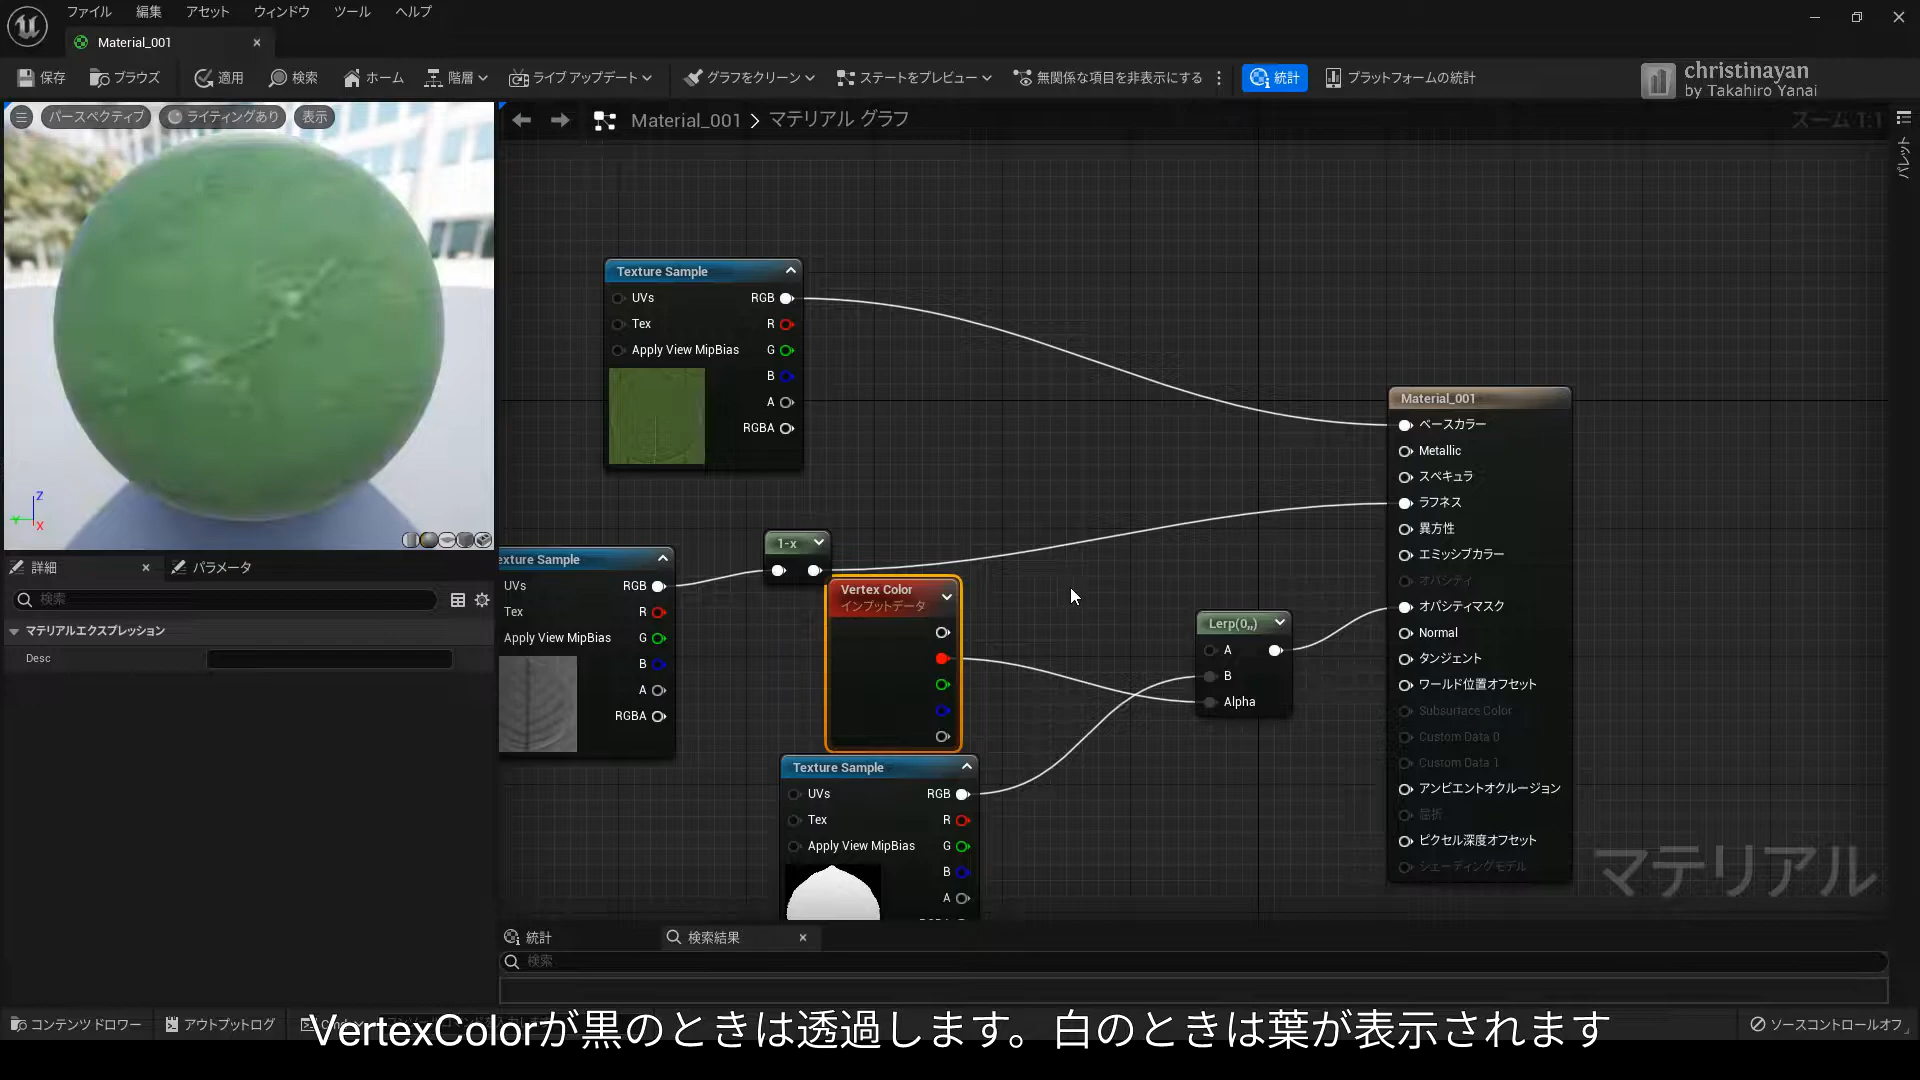 ファイル 編集 アセット ウィンドウ ツール ヘルプ
Material_001
保存 ブラウズ 適用 検索 ホーム 階層 ライブ アップデート グラフをクリーン ステートをプレビュー 無関係な項目を非表示にする 統計 プラットフォームの統計
christinayan
by Takahiro Yanai
パースペクティブ ライティングあり 表示
Material_001 マテリアル グラフ
ズーム 1:1
パレット
Texture Sample
UVs RGB
Tex R
Apply View MipBias G
B
A
RGBA
1-x
exture Sample
UVs RGB
Tex R
Apply View MipBias G
B
A
RGBA
Vertex Color
インプットデータ
Texture Sample
UVs RGB
Tex R
Apply View MipBias G
B
A
Lerp(0,,)
A
B
Alpha
Material_001
ベースカラー
Metallic
スペキュラ
ラフネス
異方性
エミッシブカラー
オパシティ
オパシティマスク
Normal
タンジェント
ワールド位置オフセット
Subsurface Color
Custom Data 0
Custom Data 1
アンビエントオクルージョン
屈折
ピクセル深度オフセット
シェーディングモデル
マテリアル
Z
Y
X
詳細 パラメータ
検索
マテリアルエクスプレッション
Desc
統計 検索結果
検索
コンテンツドロワー アウトプットログ ソースコントロールオフ
VertexColorが黒のときは透過します。白のときは葉が表示されます